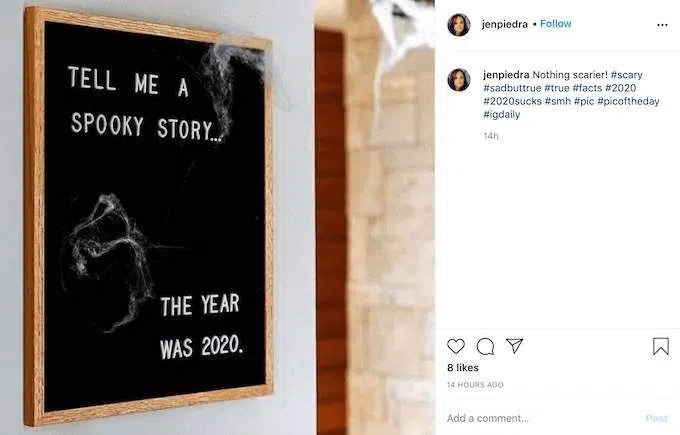 TELL ME A
SPOOKY STORY...
THE YEAR
WAS 2020.
jenpiedra • Follow
jenpiedra Nothing scarier! #scary
#sadbuttrue #true #facts #2020
#2020sucks #smh #pic #picoftheday
#igdaily
14h
8 likes
14 HOURS AGO
Add a comment...
Post